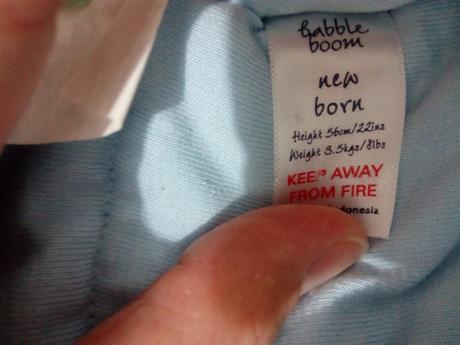 babble
boom
new
born
Height 56cm/22ins
Weight 3.5kgs/8lbs
KEEP AWAY
FROM FIRE